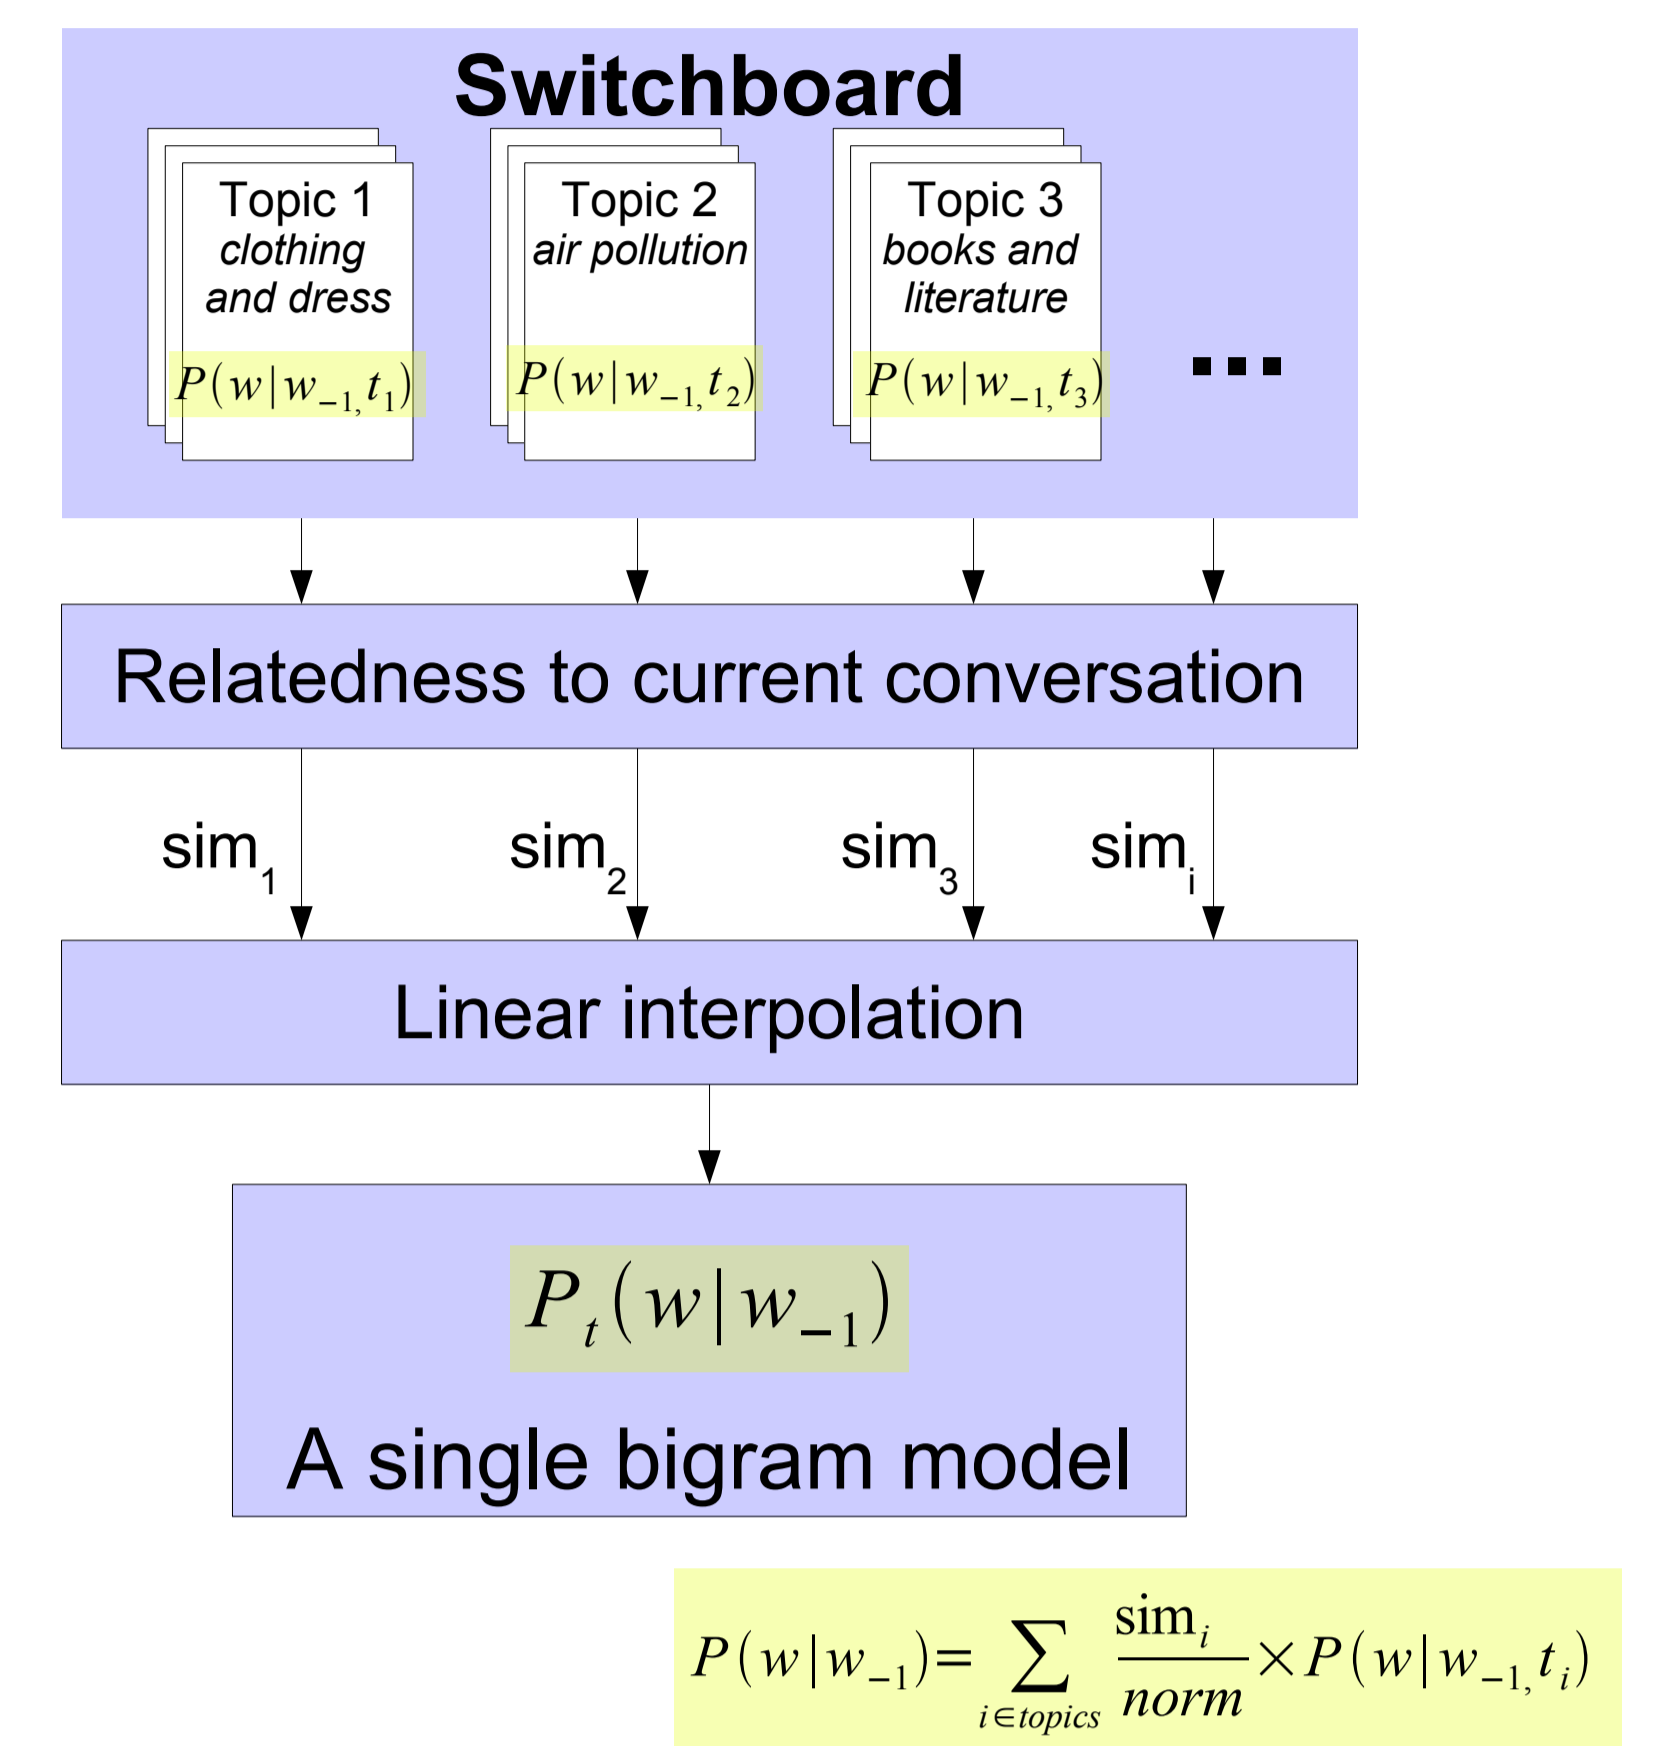 Switchboard
Topic 1
clothing
and dress
P(w|w₋₁, t₁)
Topic 2
air pollution
P(w|w₋₁, t₂)
Topic 3
books and
literature
P(w|w₋₁, t₃)
...
Relatedness to current conversation
sim₁ sim₂ sim₃ simᵢ
Linear interpolation
Pₜ(w|w₋₁)
A single bigram model
P(w|w₋₁)=∑_{i∈topics} simᵢ/norm × P(w|w₋₁, tᵢ)